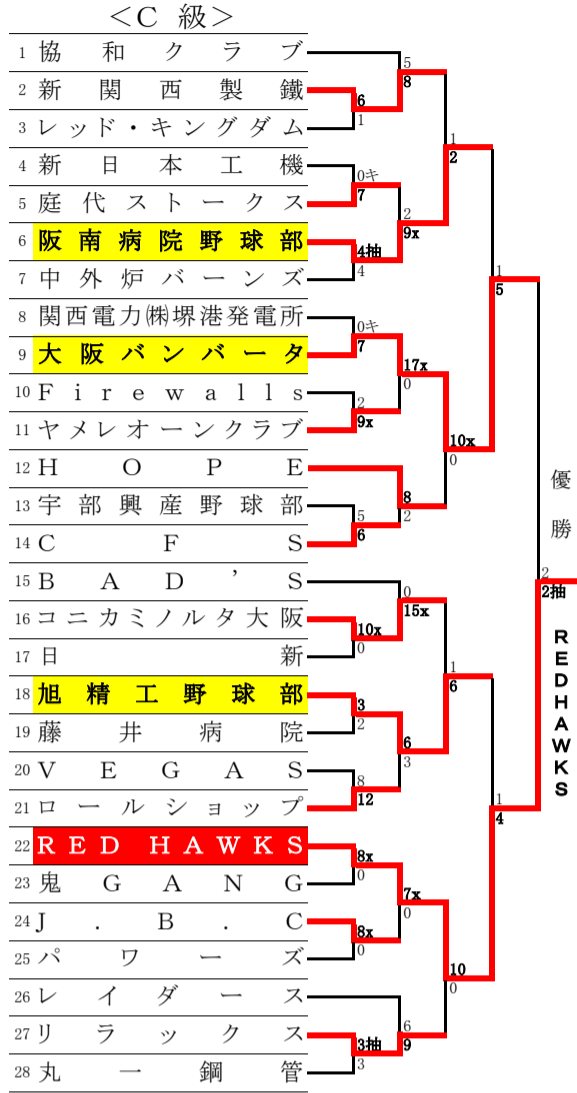 ＜C 級＞
1 協和クラブ
5
2 新関西製鐵
8
6
3 レッド・キングダム
1
1
4 新日本工機
2
0キ
5 庭代ストークス
7
2
6 阪南病院野球部
9x
4抽
7 中外炉バーンズ
4
1
5
8 関西電力㈱堺港発電所
0キ
9 大阪バンバータ
7
17x
10 Firewalls
0
2
11 ヤメレオーンクラブ
9x
10x
12 HOPE
0
8
13 宇部興産野球部
2
5
14 CFS
6
優勝
15 BAD’S
0
2
2抽
16 コニカミノルタ大阪
15x
10x
17 日新
0
1
18 旭精工野球部
6
3
19 藤井病院
2
6
20 VEGAS
3
8
21 ロールショップ
12
1
4
REDHAWKS
22 RED HAWKS
8x
23 鬼GANG
0
7x
24 J.B.C
0
8x
25 パワーズ
0
10
26 レイダース
0
6
27 リラックス
9
3抽
28 丸一鋼管
3